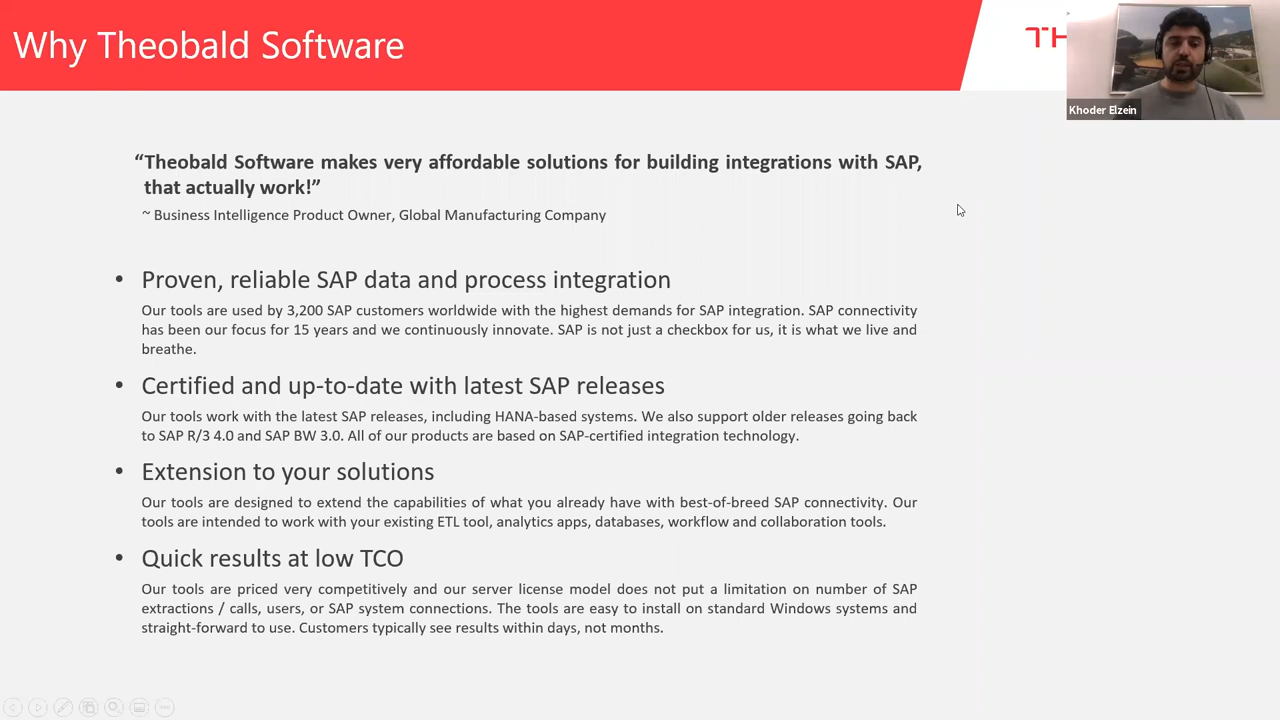 Why Theobald Software
TH
Khoder Elzein
“Theobald Software makes very affordable solutions for building integrations with SAP,
that actually work!”
~ Business Intelligence Product Owner, Global Manufacturing Company
• Proven, reliable SAP data and process integration
Our tools are used by 3,200 SAP customers worldwide with the highest demands for SAP integration. SAP connectivity
has been our focus for 15 years and we continuously innovate. SAP is not just a checkbox for us, it is what we live and
breathe.
• Certified and up-to-date with latest SAP releases
Our tools work with the latest SAP releases, including HANA-based systems. We also support older releases going back
to SAP R/3 4.0 and SAP BW 3.0. All of our products are based on SAP-certified integration technology.
• Extension to your solutions
Our tools are designed to extend the capabilities of what you already have with best-of-breed SAP connectivity. Our
tools are intended to work with your existing ETL tool, analytics apps, databases, workflow and collaboration tools.
• Quick results at low TCO
Our tools are priced very competitively and our server license model does not put a limitation on number of SAP
extractions / calls, users, or SAP system connections. The tools are easy to install on standard Windows systems and
straight-forward to use. Customers typically see results within days, not months.